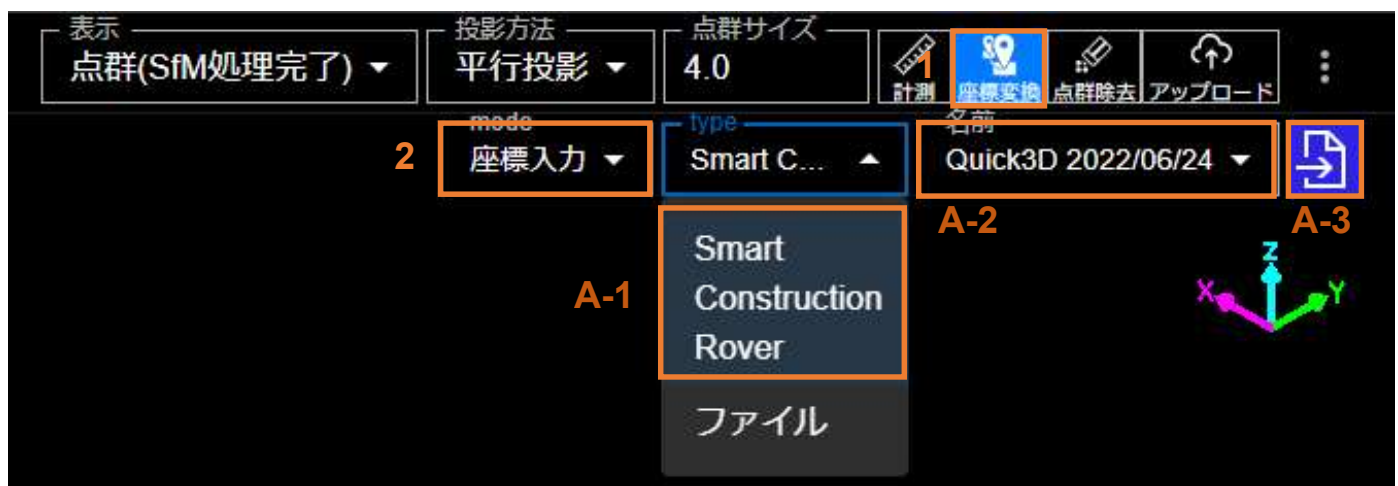 表示
点群(SfM処理完了)
投影方法
平行投影
点群サイズ
4.0
計測
1
座標変換
点群除去
アップロード
2
mode
座標入力
type
Smart C...
名前
Quick3D 2022/06/24
A-1
Smart
Construction
Rover
ファイル
A-2
A-3
Z
X
Y